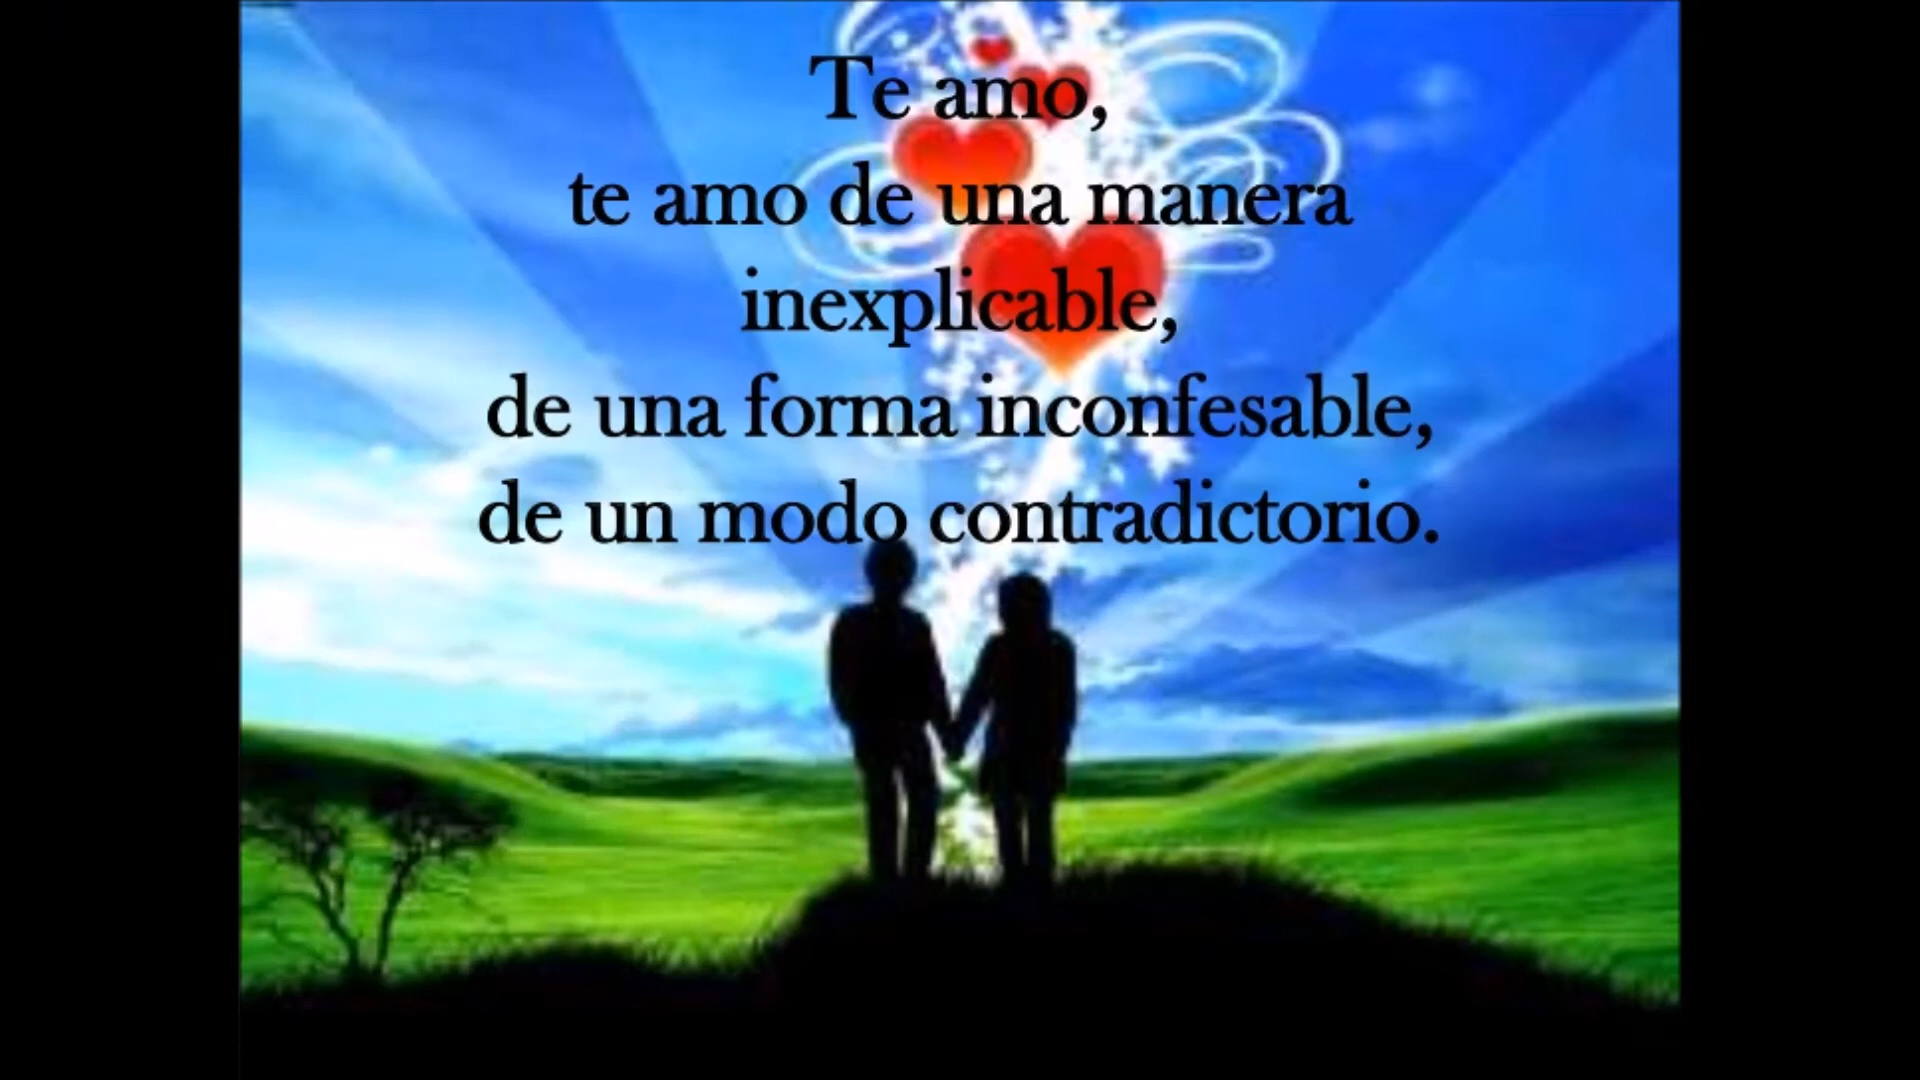 Te amo,
te amo de una manera
inexplicable,
de una forma inconfesable,
de un modo contradictorio.